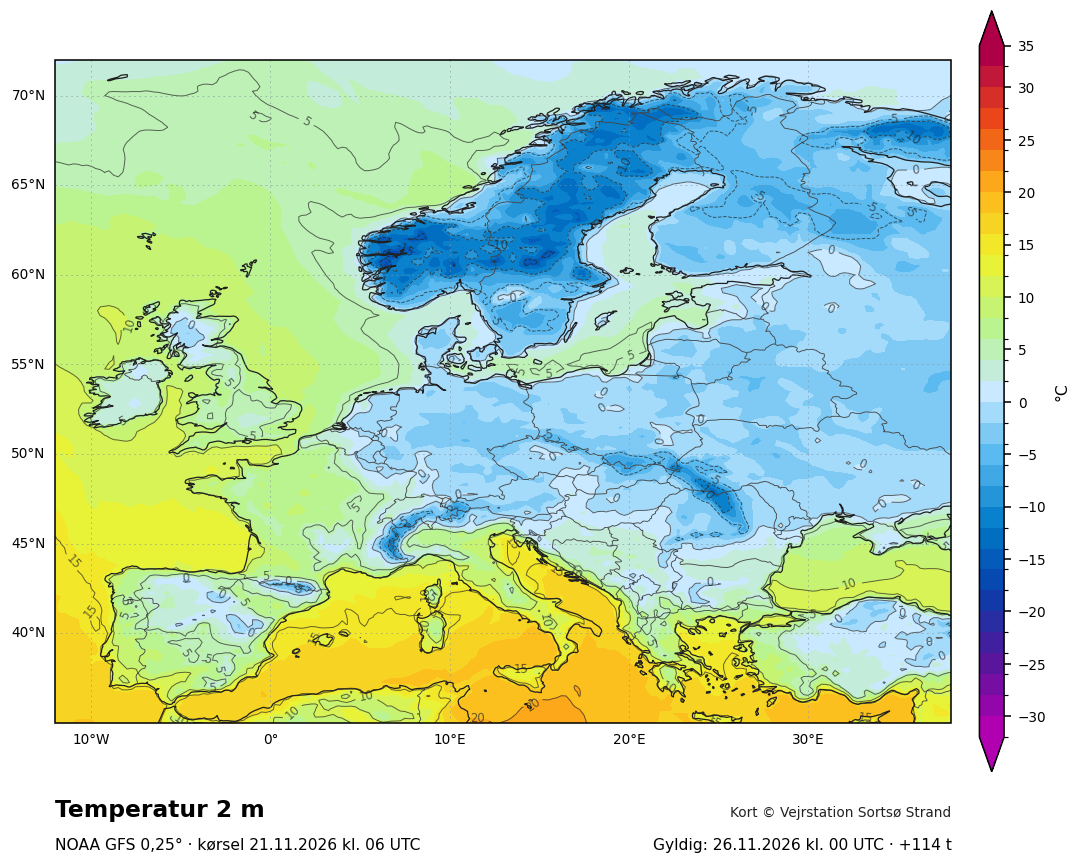 35
30
25
20
15
10
5
0
−5
−10
−15
−20
−25
−30
°C
70°N
65°N
60°N
55°N
50°N
45°N
40°N
10°W
0°
10°E
20°E
30°E
Temperatur 2 m
Kort © Vejrstation Sortsø Strand
NOAA GFS 0,25° · kørsel 21.11.2026 kl. 06 UTC
Gyldig: 26.11.2026 kl. 00 UTC · +114 t